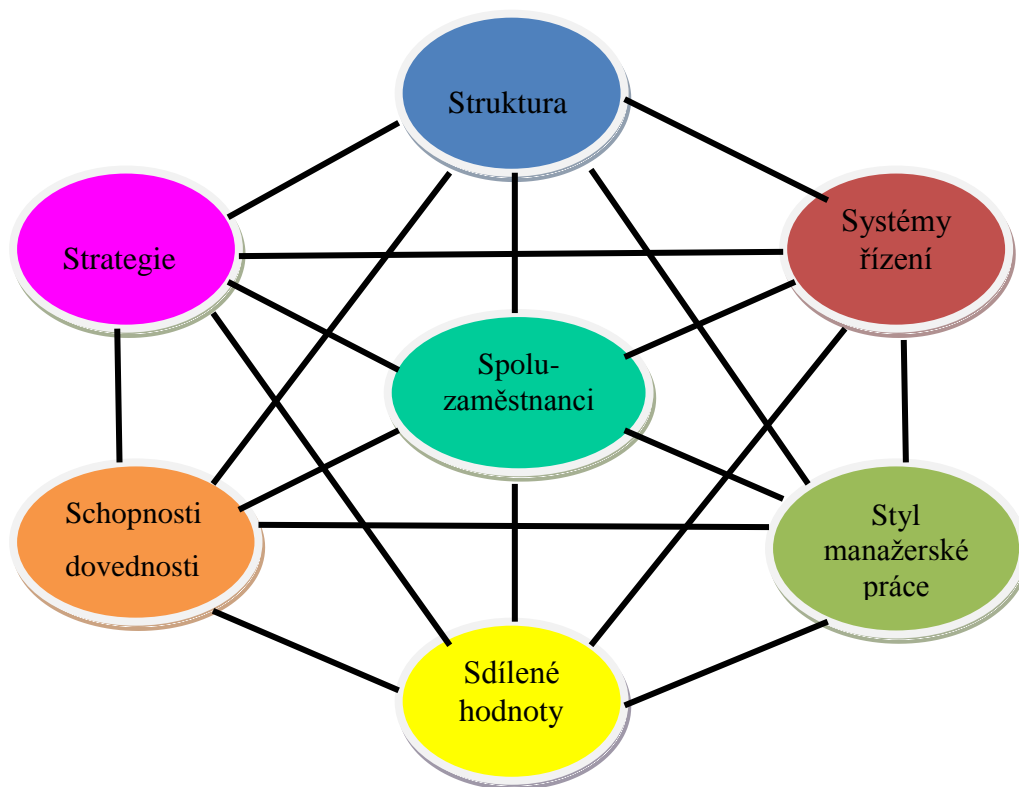 Struktura
Strategie
Systémy
řízení
Spolu-
zaměstnanci
Schopnosti
dovednosti
Styl
manažerské
práce
Sdílené
hodnoty